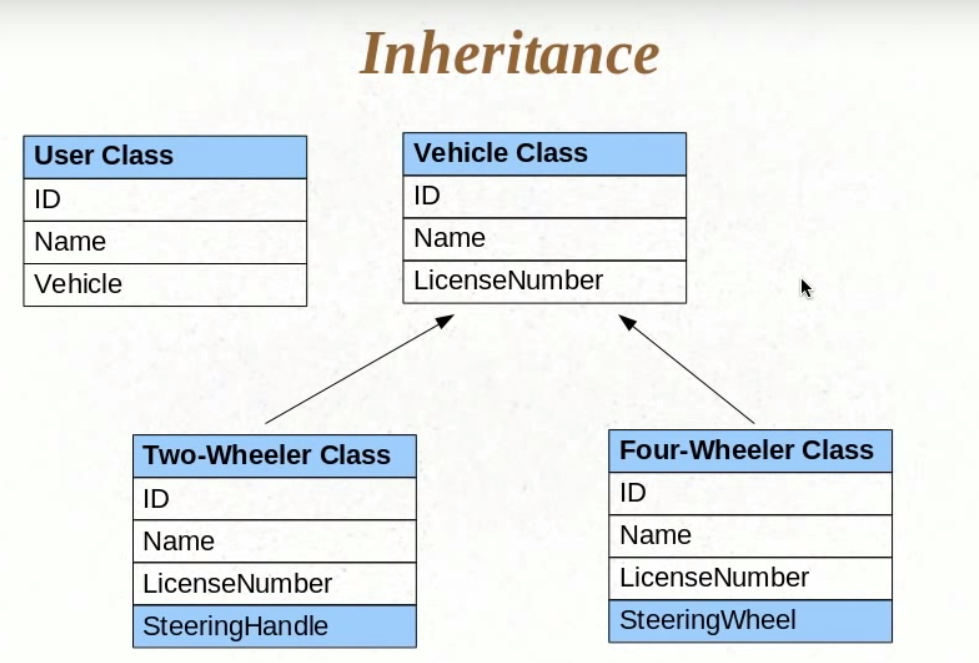 Inheritance
User Class
ID
Name
Vehicle
Vehicle Class
ID
Name
LicenseNumber
Two-Wheeler Class
ID
Name
LicenseNumber
SteeringHandle
Four-Wheeler Class
ID
Name
LicenseNumber
SteeringWheel